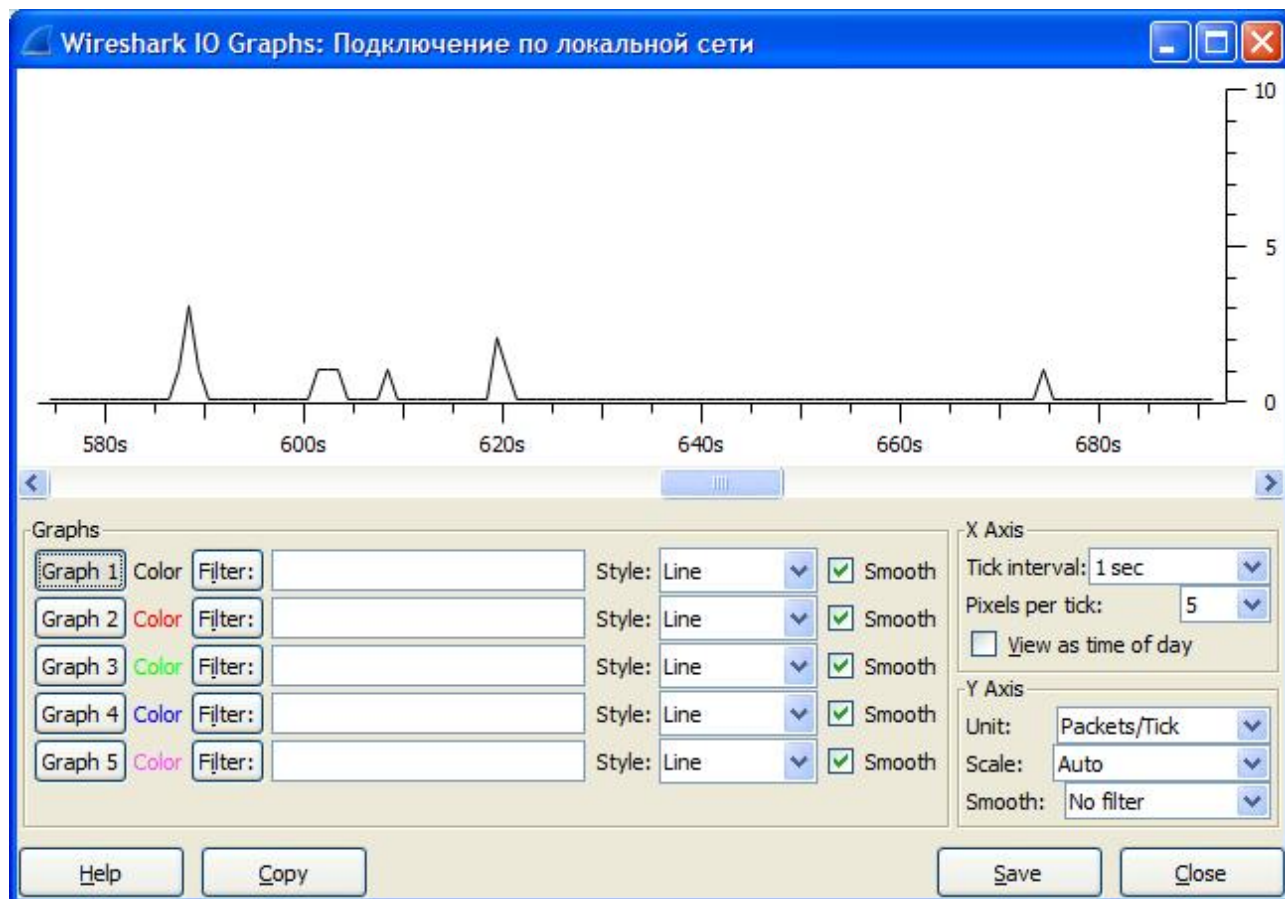 Wireshark IO Graphs: Подключение по локальной сети
10
5
0
580s 600s 620s 640s 660s 680s
Graphs
Graph 1 Color Filter: Style: Line Smooth
Graph 2 Color Filter: Style: Line Smooth
Graph 3 Color Filter: Style: Line Smooth
Graph 4 Color Filter: Style: Line Smooth
Graph 5 Color Filter: Style: Line Smooth
X Axis
Tick interval: 1 sec
Pixels per tick: 5
View as time of day
Y Axis
Unit: Packets/Tick
Scale: Auto
Smooth: No filter
Help Copy Save Close